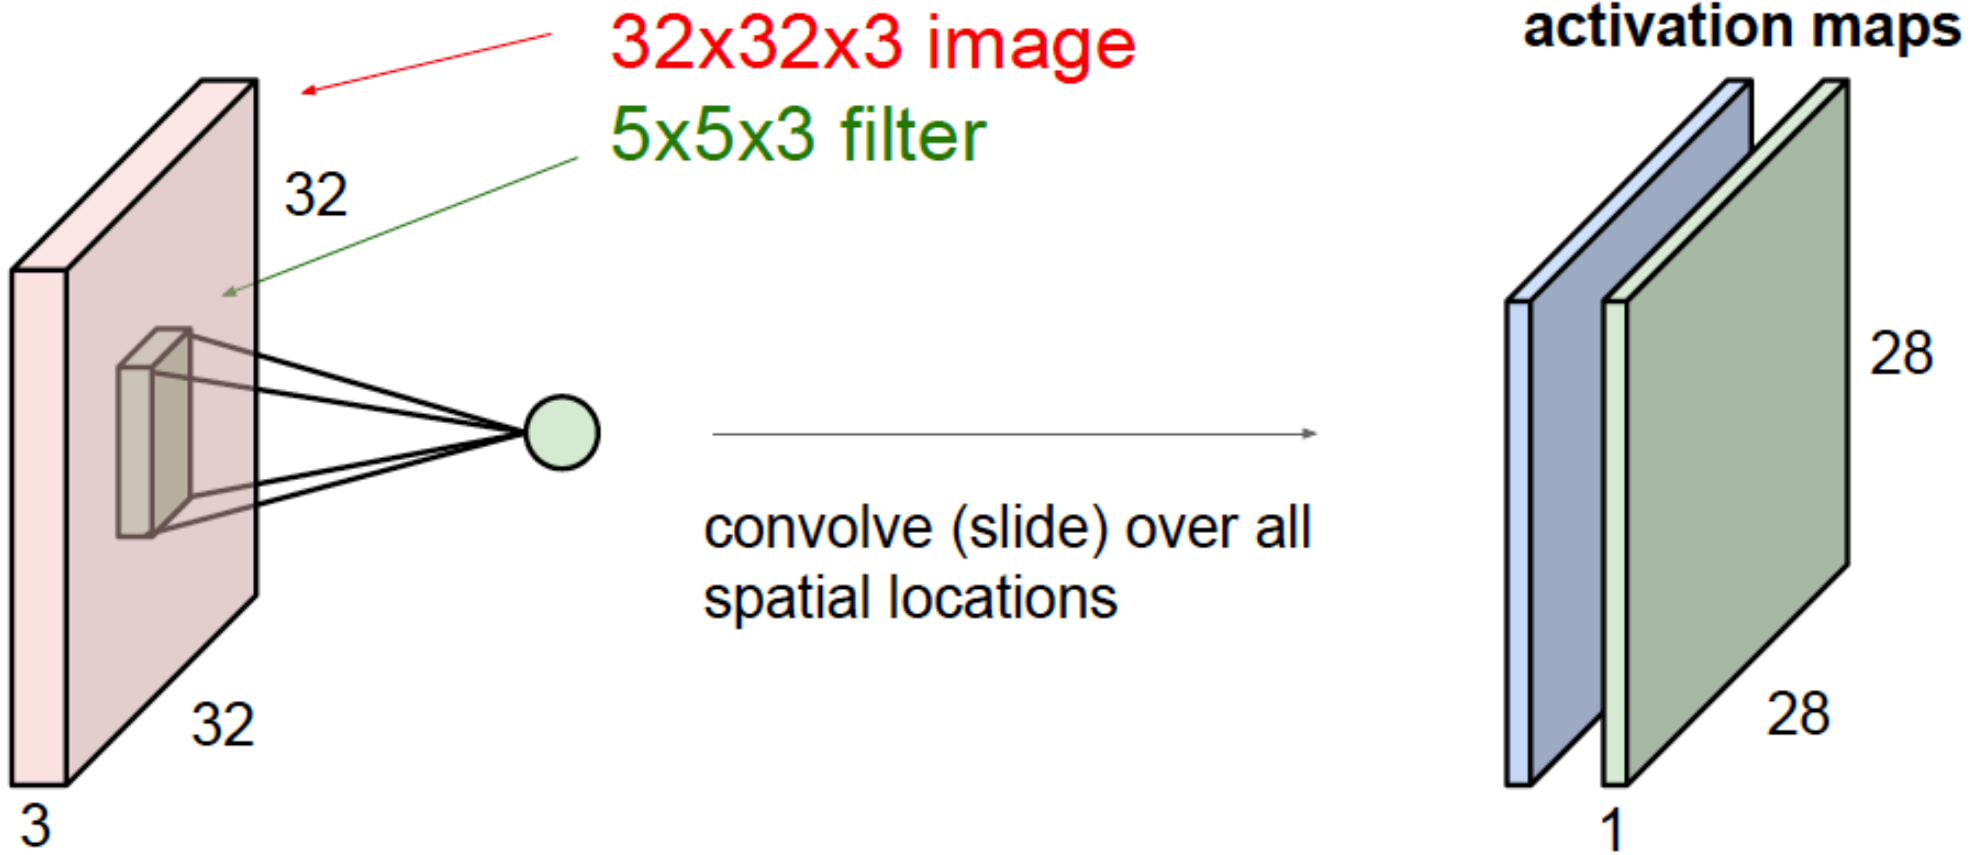 32x32x3 image
activation maps
5x5x3 filter
32
28
convolve (slide) over all
spatial locations
32
28
3
1